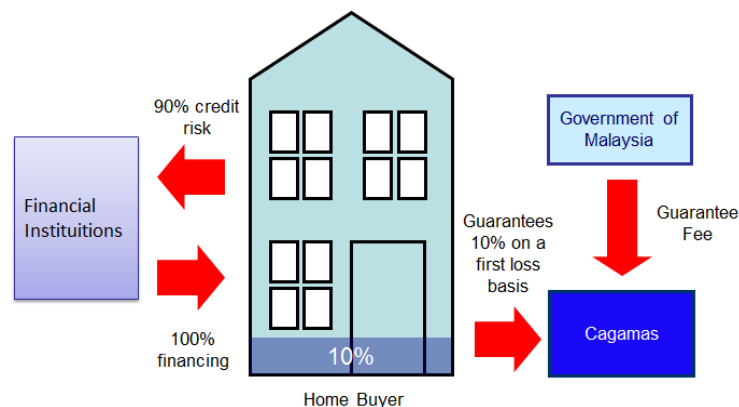 90% credit
risk
Financial
Instituitions
100%
financing
10%
Home Buyer
Guarantees
10% on a
first loss
basis
Government of
Malaysia
Guarantee
Fee
Cagamas